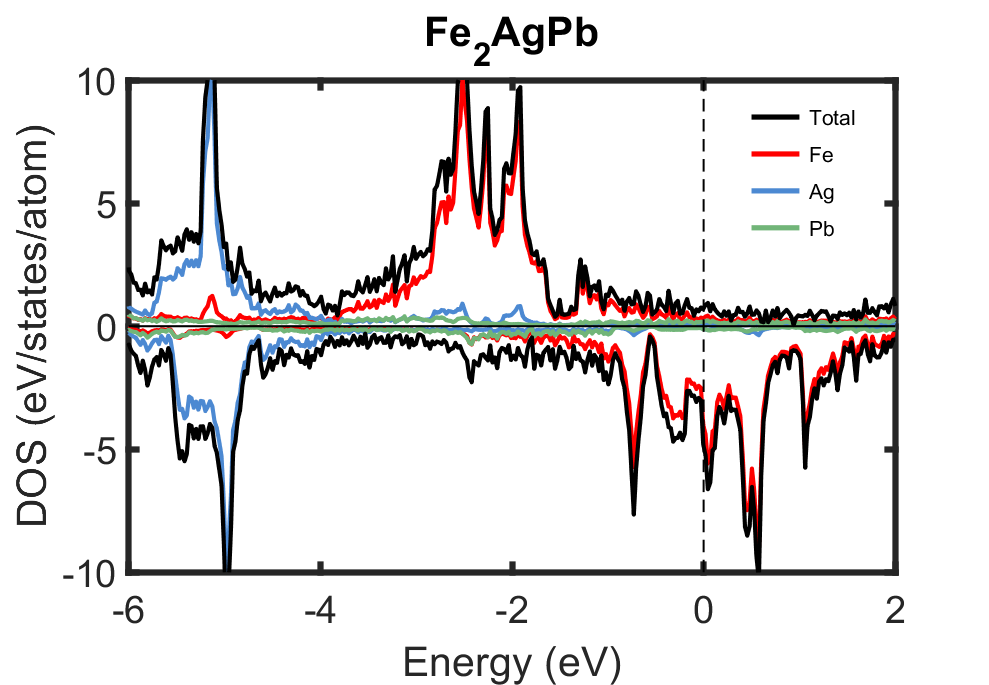 Fe₂AgPb
10
5
0
-5
-10
DOS (eV/states/atom)
Total
Fe
Ag
Pb
-6 -4 -2 0 2
Energy (eV)